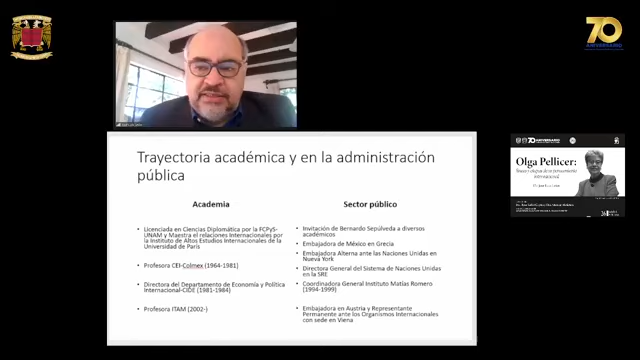 70
ANIVERSARIO
Trayectoria académica y en la administración
pública
Academia
Sector público
• Licenciada en Ciencias Diplomática por la FCPyS-
UNAM y Maestra el relaciones Internacionales por
la Instituto de Altos Estudios Internacionales de la
Universidad de Paris
• Profesora CEI-Colmex (1964-1981)
• Directora del Departamento de Economía y Política
Internacional-CIDE (1981-1984)
• Profesora ITAM (2002-)
• Invitación de Bernardo Sepúlveda a diversos
académicos
• Embajadora de México en Grecia
• Embajadora Alterna ante las Naciones Unidas en
Nueva York
• Directora General del Sistema de Naciones Unidas
en la SRE
• Coordinadora General Instituto Matías Romero
(1994-1999)
• Embajadora en Austria y Representante
Permanente ante los Organismos Internacionales
con sede en Viena
70 ANIVERSARIO
Olga Pellicer: